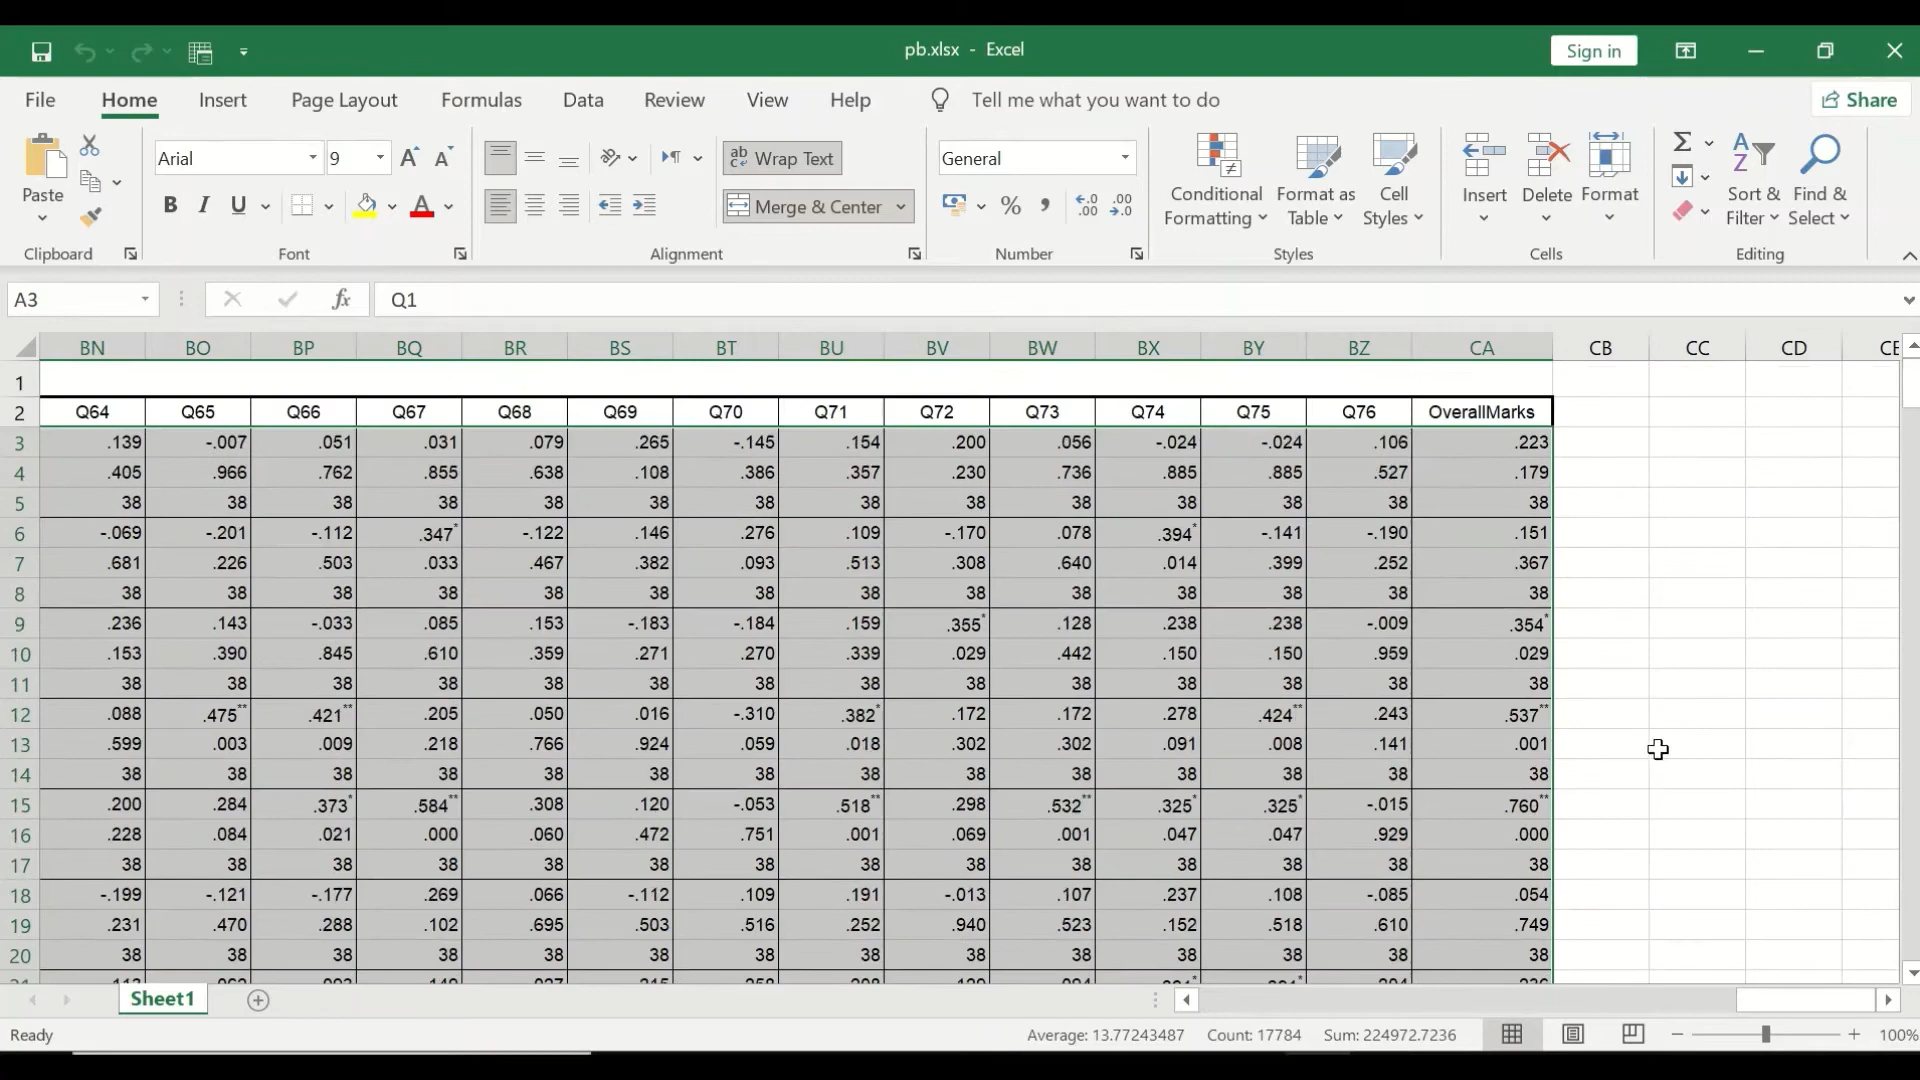 pb.xlsx - Excel
Sign in
File Home Insert Page Layout Formulas Data Review View Help Tell me what you want to do Share
Paste
Arial 9
Wrap Text
General
Conditional Formatting
Format as Table
Cell Styles
Insert Delete Format
Sort & Filter
Find & Select
B I U
Merge & Center
Clipboard Font Alignment Number Styles Cells Editing
A3 fx Q1
BN BO BP BQ BR BS BT BU BV BW BX BY BZ CA CB CC CD CE
1
2 Q64 Q65 Q66 Q67 Q68 Q69 Q70 Q71 Q72 Q73 Q74 Q75 Q76 OverallMarks
3 .139 -.007 .051 .031 .079 .265 -.145 .154 .200 .056 -.024 -.024 .106 .223
4 .405 .966 .762 .855 .638 .108 .386 .357 .230 .736 .885 .885 .527 .179
5 38 38 38 38 38 38 38 38 38 38 38 38 38 38
6 -.069 -.201 -.112 .347* -.122 .146 .276 .109 -.170 .078 .394* -.141 -.190 .151
7 .681 .226 .503 .033 .467 .382 .093 .513 .308 .640 .014 .399 .252 .367
8 38 38 38 38 38 38 38 38 38 38 38 38 38 38
9 .236 .143 -.033 .085 .153 -.183 -.184 .159 .355* .128 .238 .238 -.009 .354*
10 .153 .390 .845 .610 .359 .271 .270 .339 .029 .442 .150 .150 .959 .029
11 38 38 38 38 38 38 38 38 38 38 38 38 38 38
12 .088 .475** .421** .205 .050 .016 -.310 .382* .172 .172 .278 .424** .243 .537**
13 .599 .003 .009 .218 .766 .924 .059 .018 .302 .302 .091 .008 .141 .001
14 38 38 38 38 38 38 38 38 38 38 38 38 38 38
15 .200 .284 .373* .584** .308 .120 -.053 .518** .298 .532** .325* .325* -.015 .760**
16 .228 .084 .021 .000 .060 .472 .751 .001 .069 .001 .047 .047 .929 .000
17 38 38 38 38 38 38 38 38 38 38 38 38 38 38
18 -.199 -.121 -.177 .269 .066 -.112 .109 .191 -.013 .107 .237 .108 -.085 .054
19 .231 .470 .288 .102 .695 .503 .516 .252 .940 .523 .152 .518 .610 .749
20 38 38 38 38 38 38 38 38 38 38 38 38 38 38
Sheet1
Ready Average: 13.77243487 Count: 17784 Sum: 224972.7236 100%